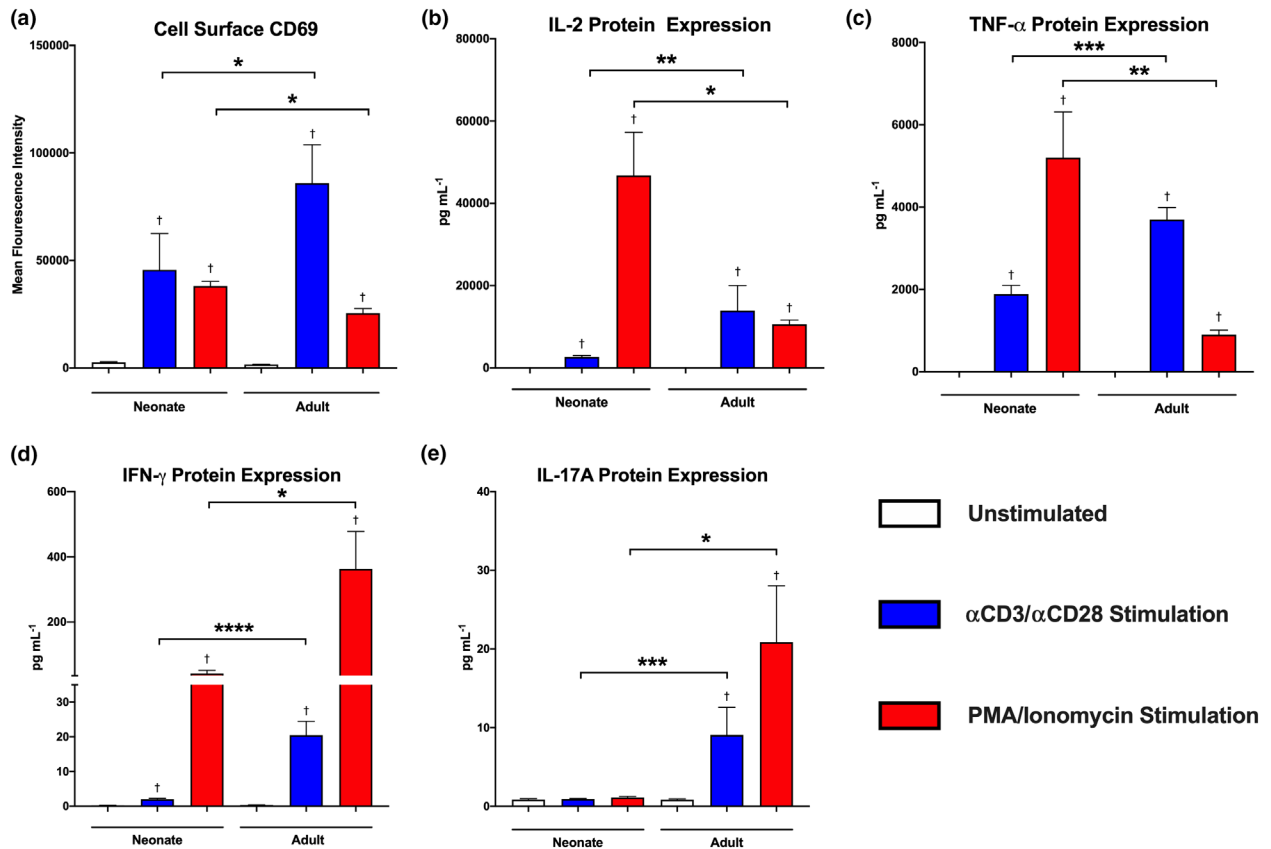 (a)
Cell Surface CD69
Mean Flourescence Intensity
150000
100000
50000
0
*
*
†
†
†
†
Neonate
Adult
(b)
IL-2 Protein Expression
pg mL-1
80000
60000
40000
20000
0
**
*
†
†
†
†
Neonate
Adult
(c)
TNF-α Protein Expression
pg mL-1
8000
6000
4000
2000
0
***
**
†
†
†
†
Neonate
Adult
(d)
IFN-γ Protein Expression
pg mL-1
600
400
200
30
20
10
0
*
****
†
†
†
†
Neonate
Adult
(e)
IL-17A Protein Expression
pg mL-1
40
30
20
10
0
*
***
†
†
Neonate
Adult
Unstimulated
αCD3/αCD28 Stimulation
PMA/Ionomycin Stimulation